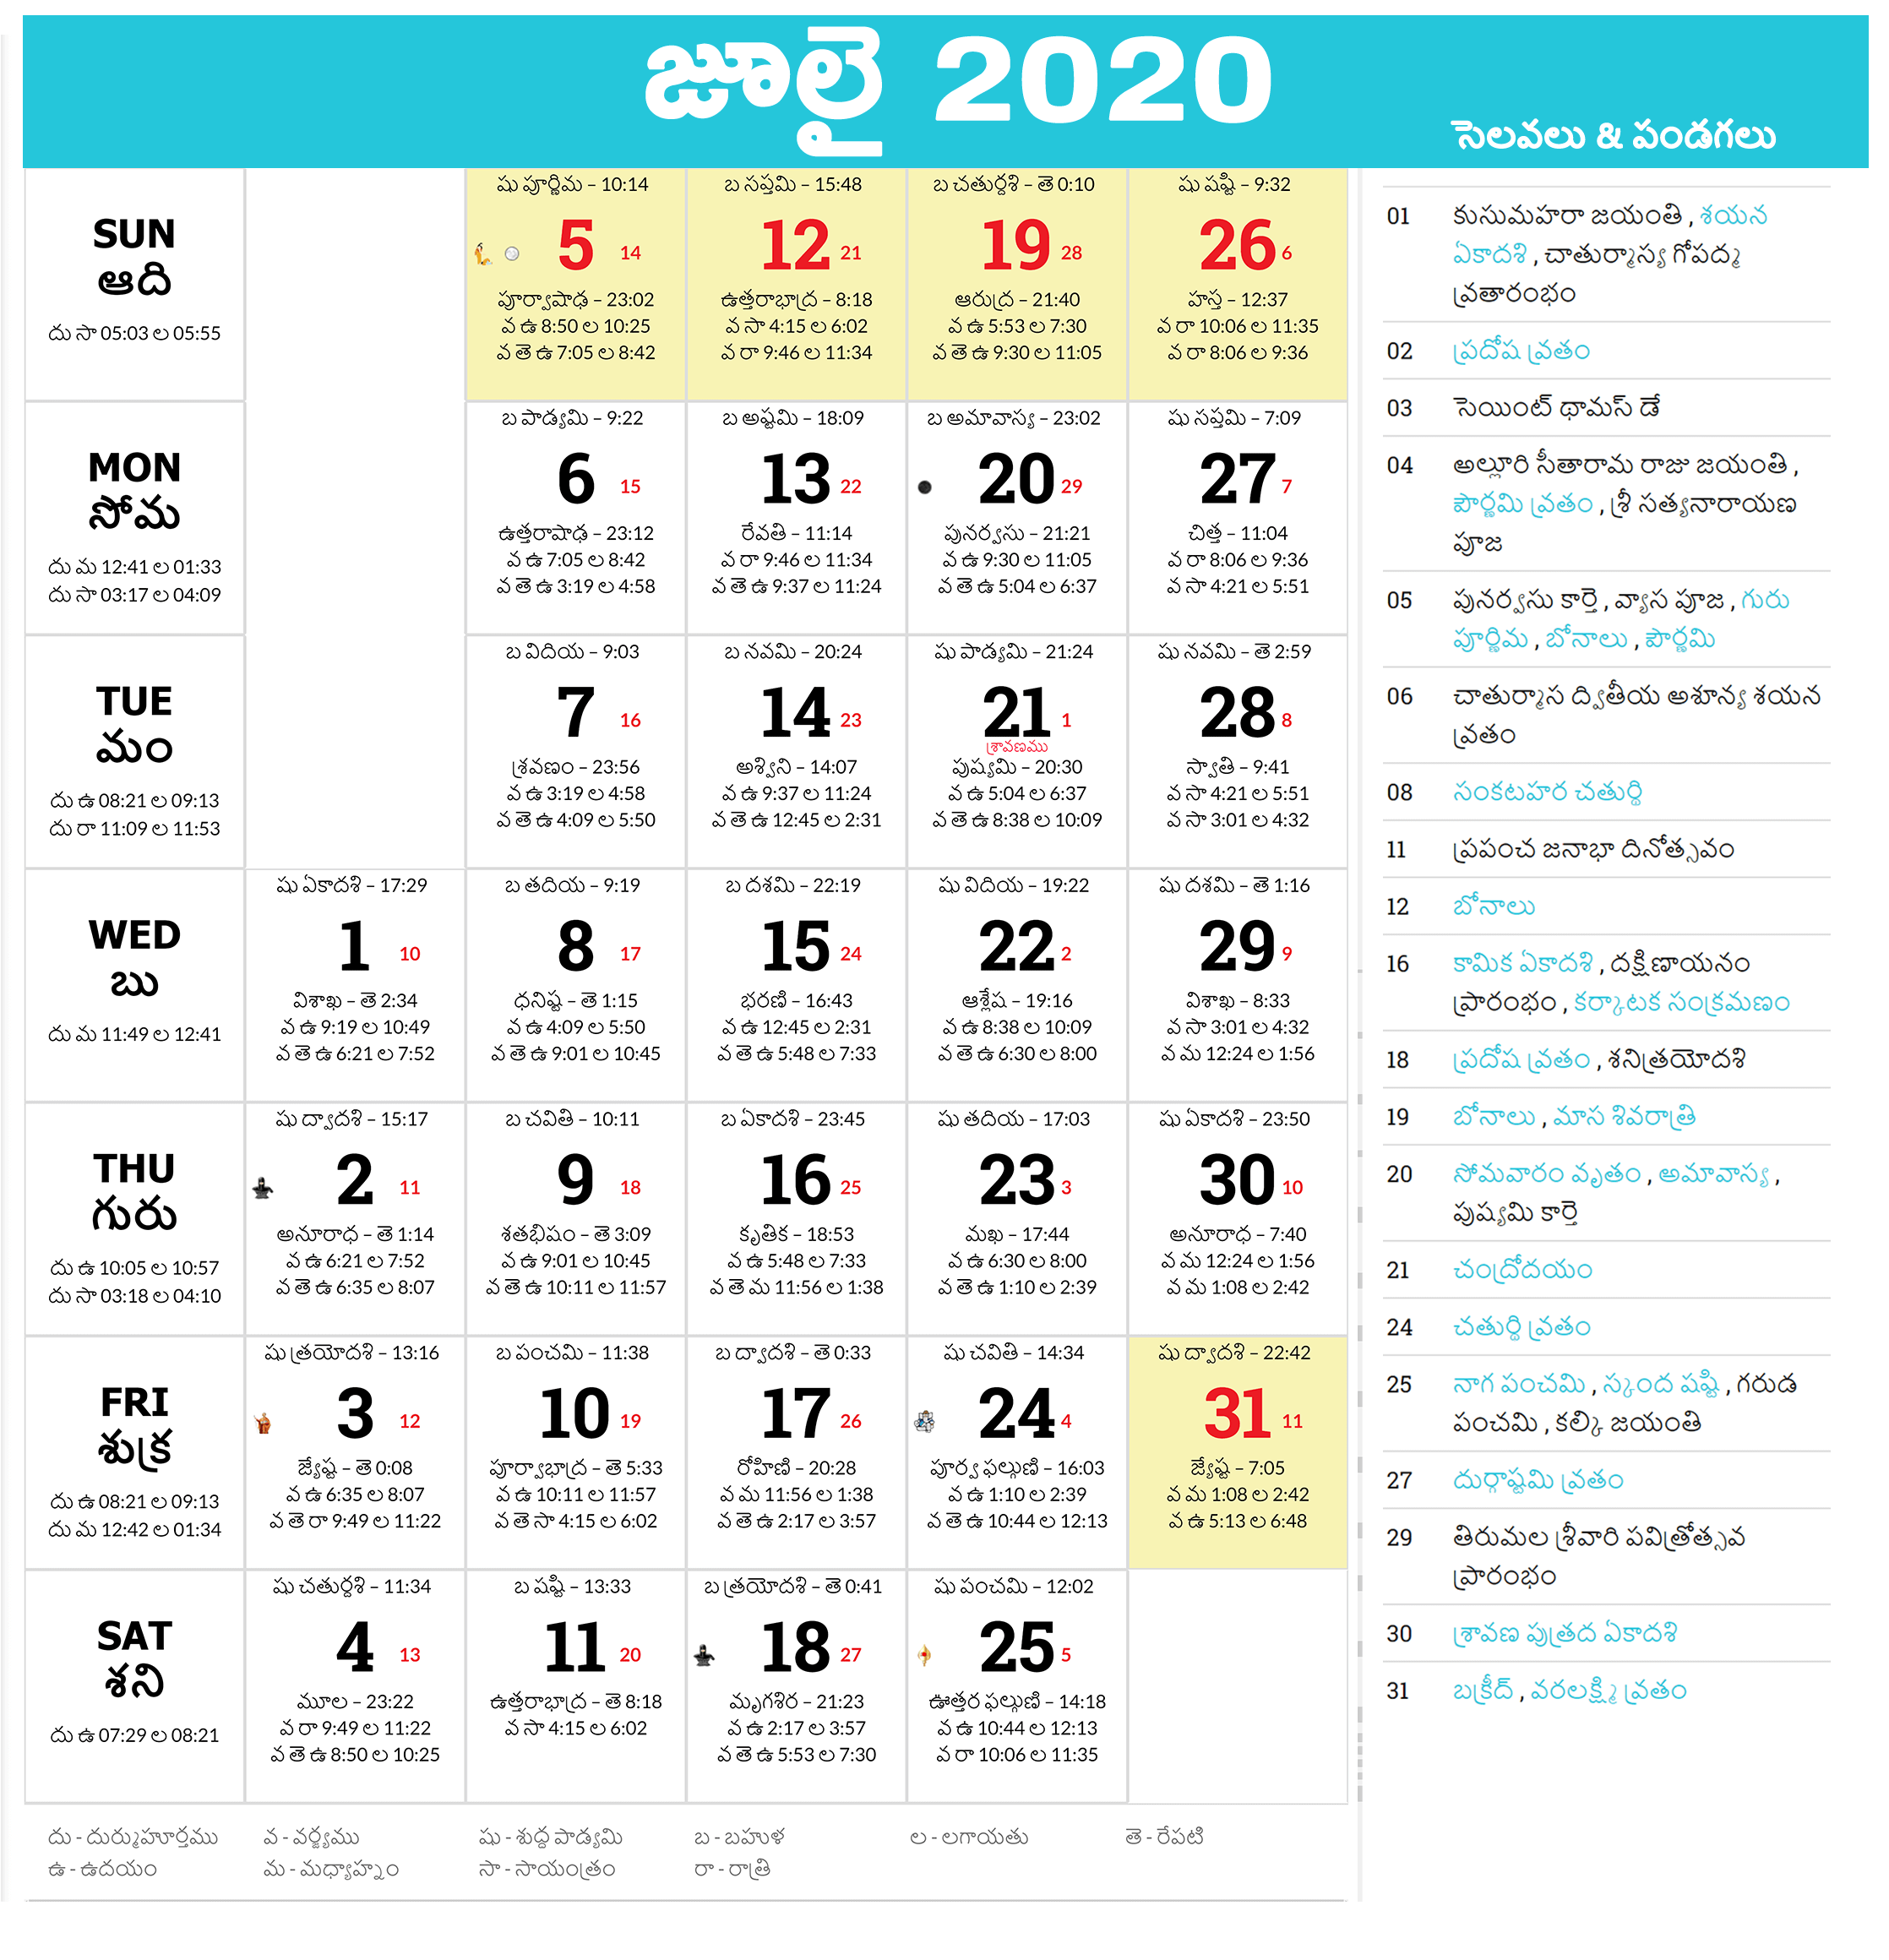 జూలై 2020
సెలవలు & పండగలు
SUN
ఆది
దు సా 05:03 ల 05:55
షు పూర్ణిమ – 10:14
5 14
పూర్వాషాఢ – 23:02
వ ఉ 8:50 ల 10:25
వ తె ఉ 7:05 ల 8:42
బ సప్తమి – 15:48
12 21
ఉత్తరాభాద్ర – 8:18
వ సా 4:15 ల 6:02
వ రా 9:46 ల 11:34
బ చతుర్దశి – తె 0:10
19 28
ఆరుద్ర – 21:40
వ ఉ 5:53 ల 7:30
వ తె ఉ 9:30 ల 11:05
షు షష్టి – 9:32
26 6
హస్త – 12:37
వ రా 10:06 ల 11:35
వ రా 8:06 ల 9:36
MON
సోమ
దు మ 12:41 ల 01:33
దు సా 03:17 ల 04:09
బ పాడ్యమి – 9:22
6 15
ఉత్తరాషాఢ – 23:12
వ ఉ 7:05 ల 8:42
వ తె ఉ 3:19 ల 4:58
బ అష్టమి – 18:09
13 22
రేవతి – 11:14
వ రా 9:46 ల 11:34
వ తె ఉ 9:37 ల 11:24
బ అమావాస్య – 23:02
20 29
పునర్వసు – 21:21
వ ఉ 9:30 ల 11:05
వ తె ఉ 5:04 ల 6:37
షు సప్తమి – 7:09
27 7
చిత్త – 11:04
వ రా 8:06 ల 9:36
వ సా 4:21 ల 5:51
TUE
మం
దు ఉ 08:21 ల 09:13
దు రా 11:09 ల 11:53
బ విదియ – 9:03
7 16
శ్రవణం – 23:56
వ ఉ 3:19 ల 4:58
వ తె ఉ 4:09 ల 5:50
బ నవమి – 20:24
14 23
అశ్విని – 14:07
వ ఉ 9:37 ల 11:24
వ తె ఉ 12:45 ల 2:31
షు పాడ్యమి – 21:24
21 1
శ్రావణము
పుష్యమి – 20:30
వ ఉ 5:04 ల 6:37
వ తె ఉ 8:38 ల 10:09
షు నవమి – తె 2:59
28 8
స్వాతి – 9:41
వ సా 4:21 ల 5:51
వ సా 3:01 ల 4:32
WED
బు
దు మ 11:49 ల 12:41
షు ఏకాదశి – 17:29
1 10
విశాఖ – తె 2:34
వ ఉ 9:19 ల 10:49
వ తె ఉ 6:21 ల 7:52
బ తదియ – 9:19
8 17
ధనిష్ట – తె 1:15
వ ఉ 4:09 ల 5:50
వ తె ఉ 9:01 ల 10:45
బ దశమి – 22:19
15 24
భరణి – 16:43
వ ఉ 12:45 ల 2:31
వ తె ఉ 5:48 ల 7:33
షు విదియ – 19:22
22 2
ఆశ్లేష – 19:16
వ ఉ 8:38 ల 10:09
వ తె ఉ 6:30 ల 8:00
షు దశమి – తె 1:16
29 9
విశాఖ – 8:33
వ సా 3:01 ల 4:32
వ మ 12:24 ల 1:56
THU
గురు
దు ఉ 10:05 ల 10:57
దు సా 03:18 ల 04:10
షు ద్వాదశి – 15:17
2 11
అనూరాధ – తె 1:14
వ ఉ 6:21 ల 7:52
వ తె ఉ 6:35 ల 8:07
బ చవితి – 10:11
9 18
శతభిషం – తె 3:09
వ ఉ 9:01 ల 10:45
వ తె ఉ 10:11 ల 11:57
బ ఏకాదశి – 23:45
16 25
కృతిక – 18:53
వ ఉ 5:48 ల 7:33
వ తె మ 11:56 ల 1:38
షు తదియ – 17:03
23 3
మఖ – 17:44
వ ఉ 6:30 ల 8:00
వ తె ఉ 1:10 ల 2:39
షు ఏకాదశి – 23:50
30 10
అనూరాధ – 7:40
వ మ 12:24 ల 1:56
వ మ 1:08 ల 2:42
FRI
శుక్ర
దు ఉ 08:21 ల 09:13
దు మ 12:42 ల 01:34
షు త్రయోదశి – 13:16
3 12
జ్యేష్ట – తె 0:08
వ ఉ 6:35 ల 8:07
వ తె రా 9:49 ల 11:22
బ పంచమి – 11:38
10 19
పూర్వాభాద్ర – తె 5:33
వ ఉ 10:11 ల 11:57
వ తె సా 4:15 ల 6:02
బ ద్వాదశి – తె 0:33
17 26
రోహిణి – 20:28
వ మ 11:56 ల 1:38
వ తె ఉ 2:17 ల 3:57
షు చవితి – 14:34
24 4
పూర్వ ఫల్గుణి – 16:03
వ ఉ 1:10 ల 2:39
వ తె ఉ 10:44 ల 12:13
షు ద్వాదశి – 22:42
31 11
జ్యేష్ట – 7:05
వ మ 1:08 ల 2:42
వ ఉ 5:13 ల 6:48
SAT
శని
దు ఉ 07:29 ల 08:21
షు చతుర్దశి – 11:34
4 13
మూల – 23:22
వ రా 9:49 ల 11:22
వ తె ఉ 8:50 ల 10:25
బ షష్టి – 13:33
11 20
ఉత్తరాభాద్ర – తె 8:18
వ సా 4:15 ల 6:02
బ త్రయోదశి – తె 0:41
18 27
మృగశిర – 21:23
వ ఉ 2:17 ల 3:57
వ తె ఉ 5:53 ల 7:30
షు పంచమి – 12:02
25 5
ఊత్తర ఫల్గుణి – 14:18
వ ఉ 10:44 ల 12:13
వ రా 10:06 ల 11:35
దు - దుర్ముహూర్తము వ - వర్జ్యము షు - శుద్ద పాడ్యమి బ - బహుళ ల - లగాయతు తె - రేపటి
ఉ - ఉదయం మ - మధ్యాహ్నం సా - సాయంత్రం రా - రాత్రి
01 కుసుమహరా జయంతి , శయన
ఏకాదశి , చాతుర్మాస్య గోపద్మ
వ్రతారంభం
02 ప్రదోష వ్రతం
03 సెయింట్ థామస్ డే
04 అల్లూరి సీతారామ రాజు జయంతి ,
పౌర్ణమి వ్రతం , శ్రీ సత్యనారాయణ
పూజ
05 పునర్వసు కార్తె , వ్యాస పూజ , గురు
పూర్ణిమ , బోనాలు , పౌర్ణమి
06 చాతుర్మాస ద్వితీయ అశూన్య శయన
వ్రతం
08 సంకటహర చతుర్థి
11 ప్రపంచ జనాభా దినోత్సవం
12 బోనాలు
16 కామిక ఏకాదశి , దక్షిణాయనం
ప్రారంభం , కర్కాటక సంక్రమణం
18 ప్రదోష వ్రతం , శనిత్రయోదశి
19 బోనాలు , మాస శివరాత్రి
20 సోమవారం వృతం , అమావాస్య ,
పుష్యమి కార్తె
21 చంద్రోదయం
24 చతుర్థి వ్రతం
25 నాగ పంచమి , స్కంద షష్టి , గరుడ
పంచమి , కల్కి జయంతి
27 దుర్గాష్టమి వ్రతం
29 తిరుమల శ్రీవారి పవిత్రోత్సవ
ప్రారంభం
30 శ్రావణ పుత్రద ఏకాదశి
31 బక్రీద్ , వరలక్ష్మి వ్రతం